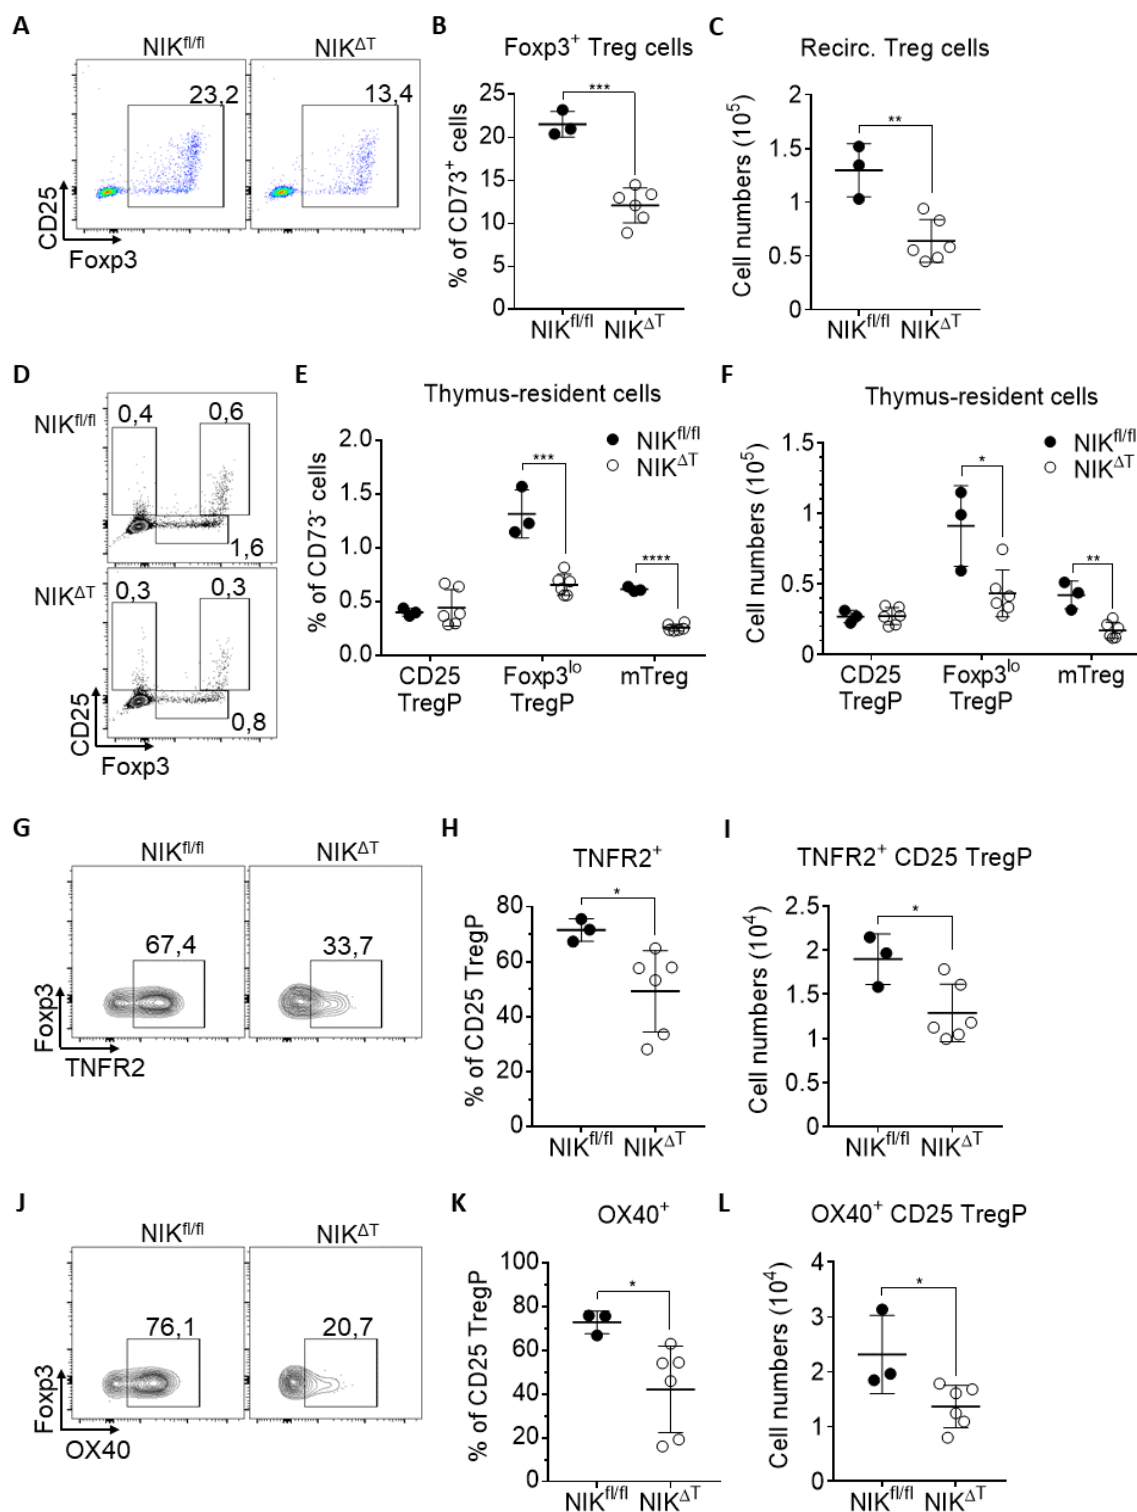 A
NIKfl/fl
NIKΔT
23,2
13,4
CD25
Foxp3
B
Foxp3+ Treg cells
% of CD73+ cells
25
20
15
10
5
0
***
NIKfl/fl NIKΔT
C
Recirc. Treg cells
Cell numbers (10^5)
2
1.5
1
0.5
0
**
NIKfl/fl NIKΔT
D
NIKfl/fl
0,4
0,6
1,6
NIKΔT
0,3
0,3
0,8
CD25
Foxp3
E
Thymus-resident cells
% of CD73- cells
2.0
1.5
1.0
0.5
0.0
***
****
NIKfl/fl
NIKΔT
CD25 TregP
Foxp3lo TregP
mTreg
F
Thymus-resident cells
Cell numbers (10^5)
1.5
1
0.5
0
*
**
NIKfl/fl
NIKΔT
CD25 TregP
Foxp3lo TregP
mTreg
G
NIKfl/fl
NIKΔT
67,4
33,7
Foxp3
TNFR2
H
TNFR2+
% of CD25 TregP
80
60
40
20
0
*
NIKfl/fl NIKΔT
I
TNFR2+ CD25 TregP
Cell numbers (10^4)
2.5
2
1.5
1
0.5
0
*
NIKfl/fl NIKΔT
J
NIKfl/fl
NIKΔT
76,1
20,7
Foxp3
OX40
K
OX40+
% of CD25 TregP
100
80
60
40
20
0
*
NIKfl/fl NIKΔT
L
OX40+ CD25 TregP
Cell numbers (10^4)
4
3
2
1
0
*
NIKfl/fl NIKΔT